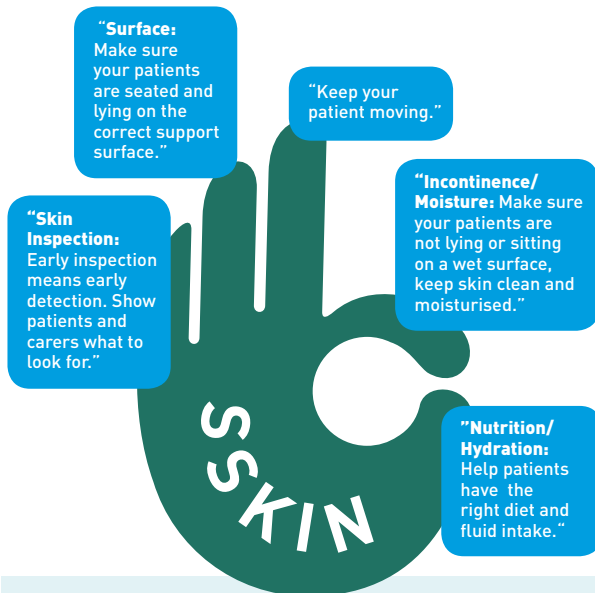 “Surface:
Make sure
your patients
are seated and
lying on the
correct support
surface.”
“Keep your
patient moving.”
“Skin
Inspection:
Early inspection
means early
detection. Show
patients and
carers what to
look for.”
“Incontinence/
Moisture: Make sure
your patients are
not lying or sitting
on a wet surface,
keep skin clean and
moisturised.”
”Nutrition/
Hydration:
Help patients
have the
right diet and
fluid intake.“
SSKIN